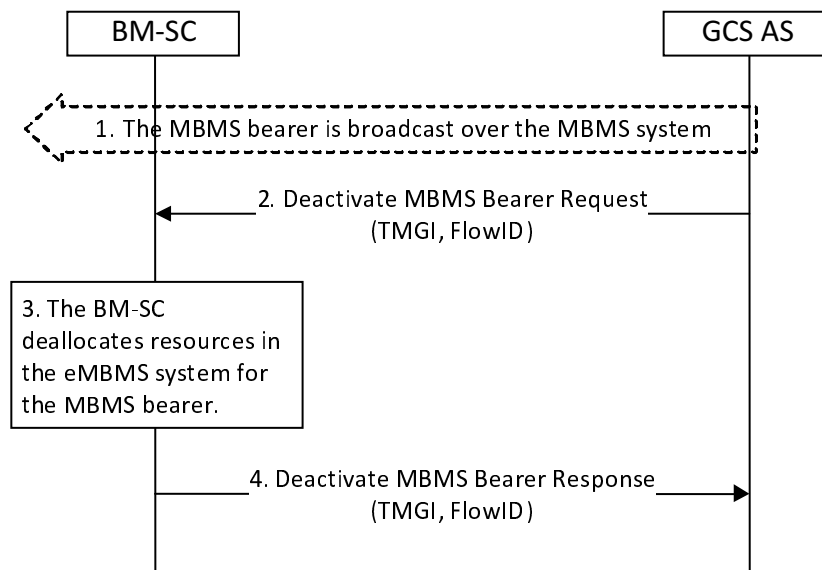 BM-SC
GCS AS
1. The MBMS bearer is broadcast over the MBMS system
2. Deactivate MBMS Bearer Request
(TMGI, FlowID)
3. The BM-SC
deallocates resources in
the eMBMS system for
the MBMS bearer.
4. Deactivate MBMS Bearer Response
(TMGI, FlowID)